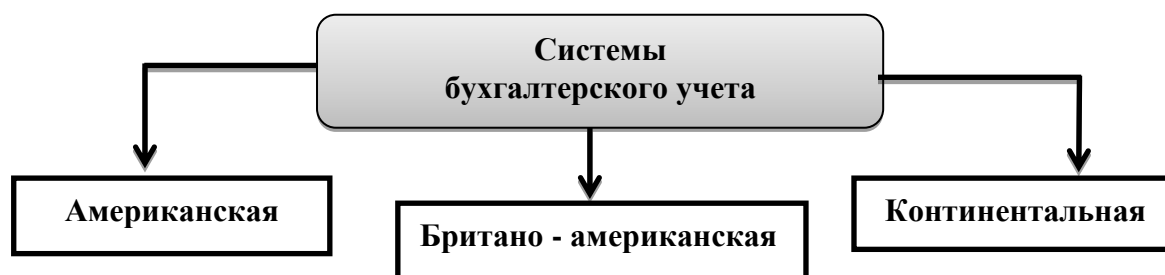 Системы
бухгалтерского учета
Американская
Британо - американская
Континентальная